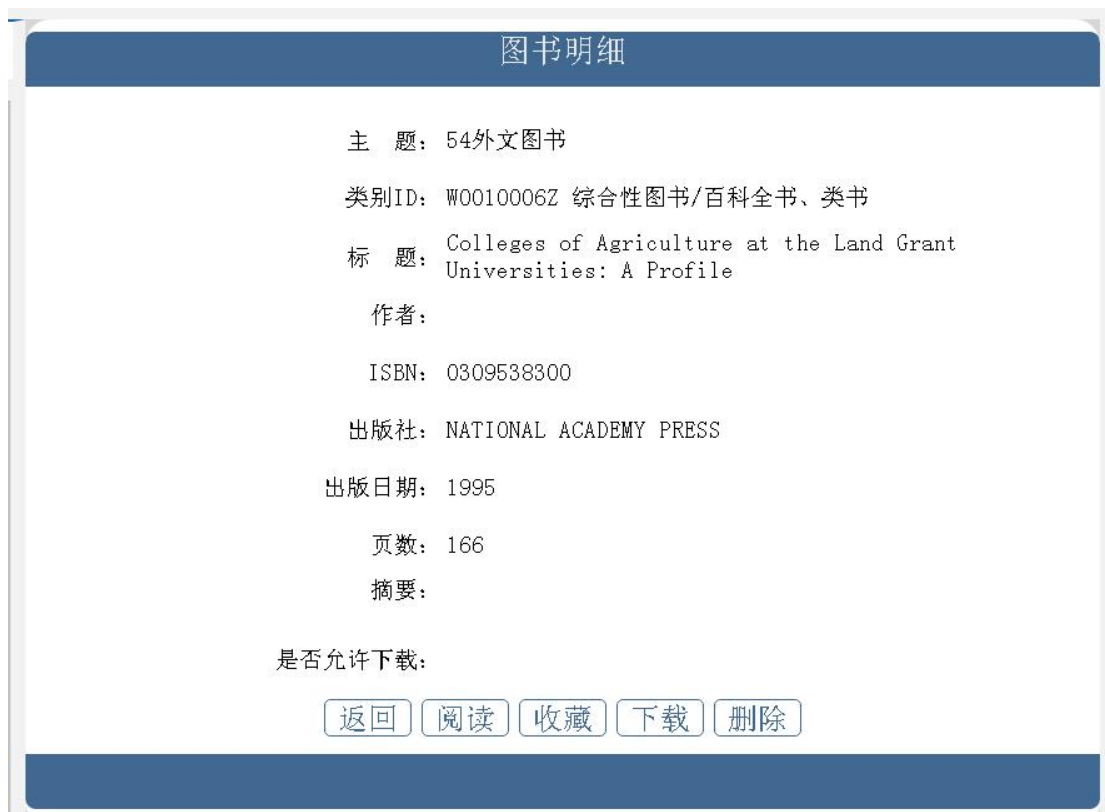 图书明细
主 题: 54外文图书
类别ID: W0010006Z 综合性图书/百科全书、类书
标 题: Colleges of Agriculture at the Land Grant
Universities: A Profile
作者:
ISBN: 0309538300
出版社: NATIONAL ACADEMY PRESS
出版日期: 1995
页数: 166
摘要:
是否允许下载:
返回 阅读 收藏 下载 删除